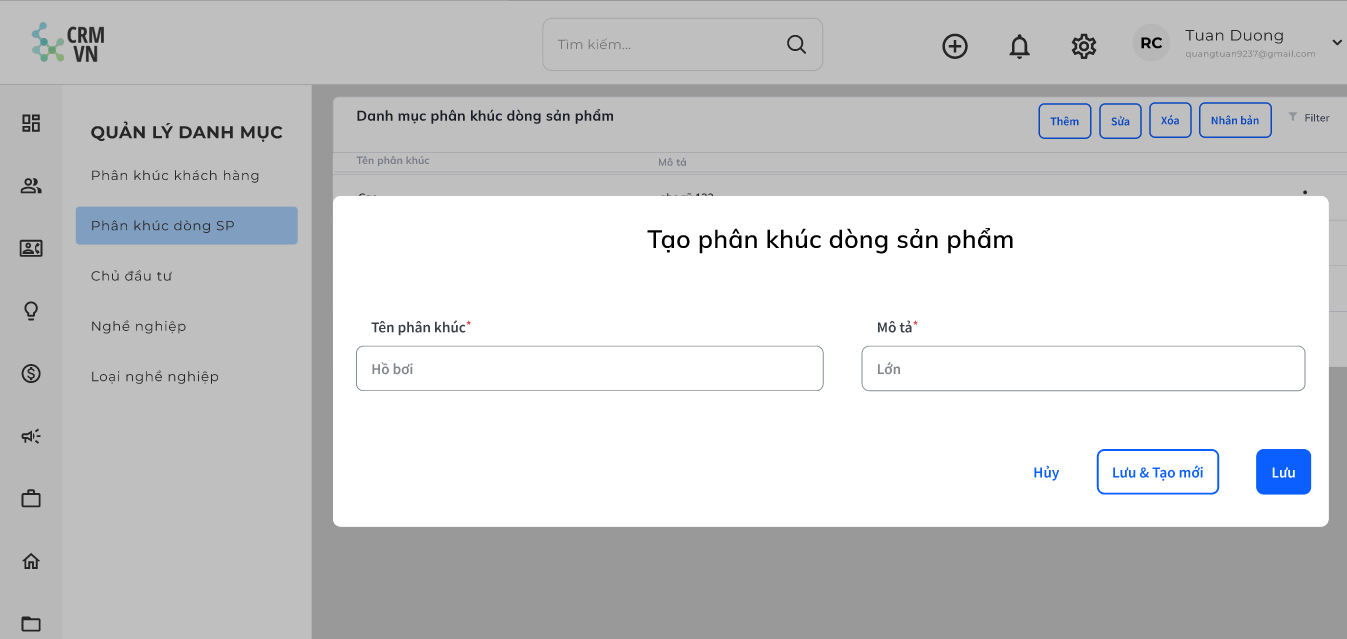 CRM
VN
Tìm kiếm...
RC
Tuan Duong
quangtuan9237@gmail.com
QUẢN LÝ DANH MỤC
Phân khúc khách hàng
Phân khúc dòng SP
Chủ đầu tư
Nghề nghiệp
Loại nghề nghiệp
Danh mục phân khúc dòng sản phẩm
Thêm
Sửa
Xóa
Nhân bản
Filter
Tên phân khúc
Mô tả
Tạo phân khúc dòng sản phẩm
Tên phân khúc*
Mô tả*
Hồ bơi
Lớn
Hủy
Lưu & Tạo mới
Lưu